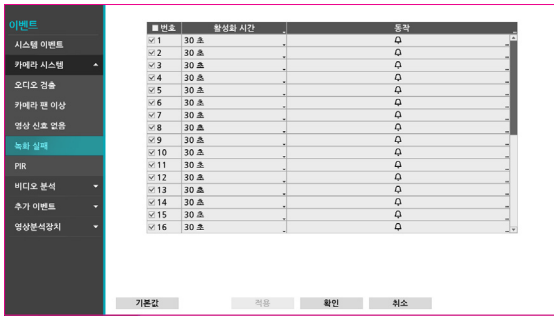 이벤트
시스템 이벤트
카메라 시스템
오디오 검출
카메라 팬 이상
영상 신호 없음
녹화 실패
PIR
비디오 분석
추가 이벤트
영상분석장치
번호 활성화 시간 동작
1 30 초
2 30 초
3 30 초
4 30 초
5 30 초
6 30 초
7 30 초
8 30 초
9 30 초
10 30 초
11 30 초
12 30 초
13 30 초
14 30 초
15 30 초
16 30 초
기본값 적용 확인 취소